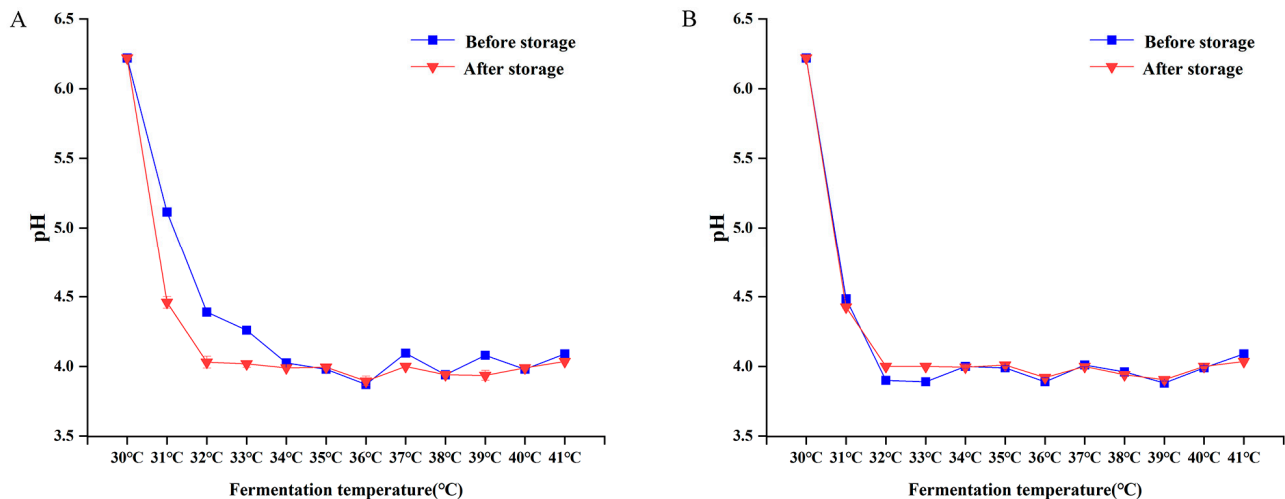 A
6.5
6.0
5.5
5.0
4.5
4.0
3.5
pH
Before storage
After storage
30℃ 31℃ 32℃ 33℃ 34℃ 35℃ 36℃ 37℃ 38℃ 39℃ 40℃ 41℃
Fermentation temperature(℃)
B
6.5
6.0
5.5
5.0
4.5
4.0
3.5
pH
Before storage
After storage
30℃ 31℃ 32℃ 33℃ 34℃ 35℃ 36℃ 37℃ 38℃ 39℃ 40℃ 41℃
Fermentation temperature(℃)